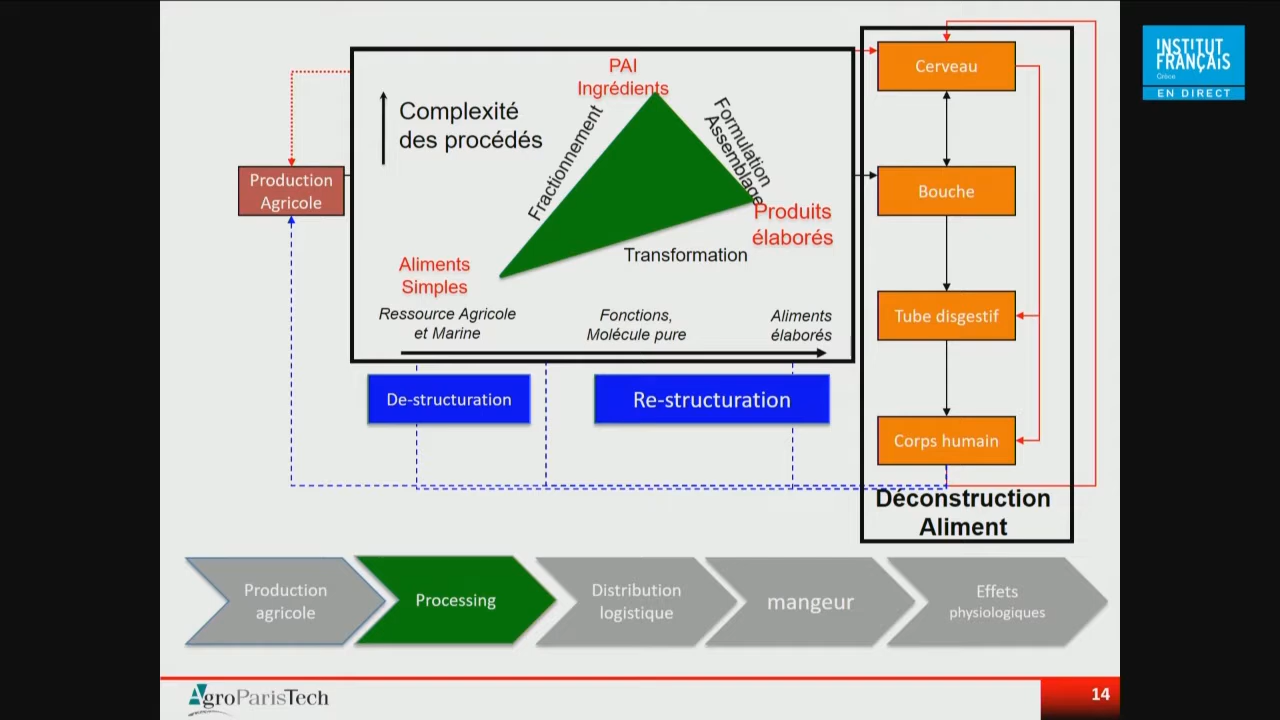 INSTITUT
FRANÇAIS
Grèce
EN DIRECT
PAI
Ingrédients
Complexité
des procédés
Fractionnement
Formulation
Assemblage
Produits
élaborés
Transformation
Aliments
Simples
Ressource Agricole
et Marine
Fonctions,
Molécule pure
Aliments
élaborés
Production
Agricole
De-structuration
Re-structuration
Cerveau
Bouche
Tube disgestif
Corps humain
Déconstruction
Aliment
Production
agricole
Processing
Distribution
logistique
mangeur
Effets
physiologiques
AgroParisTech
14